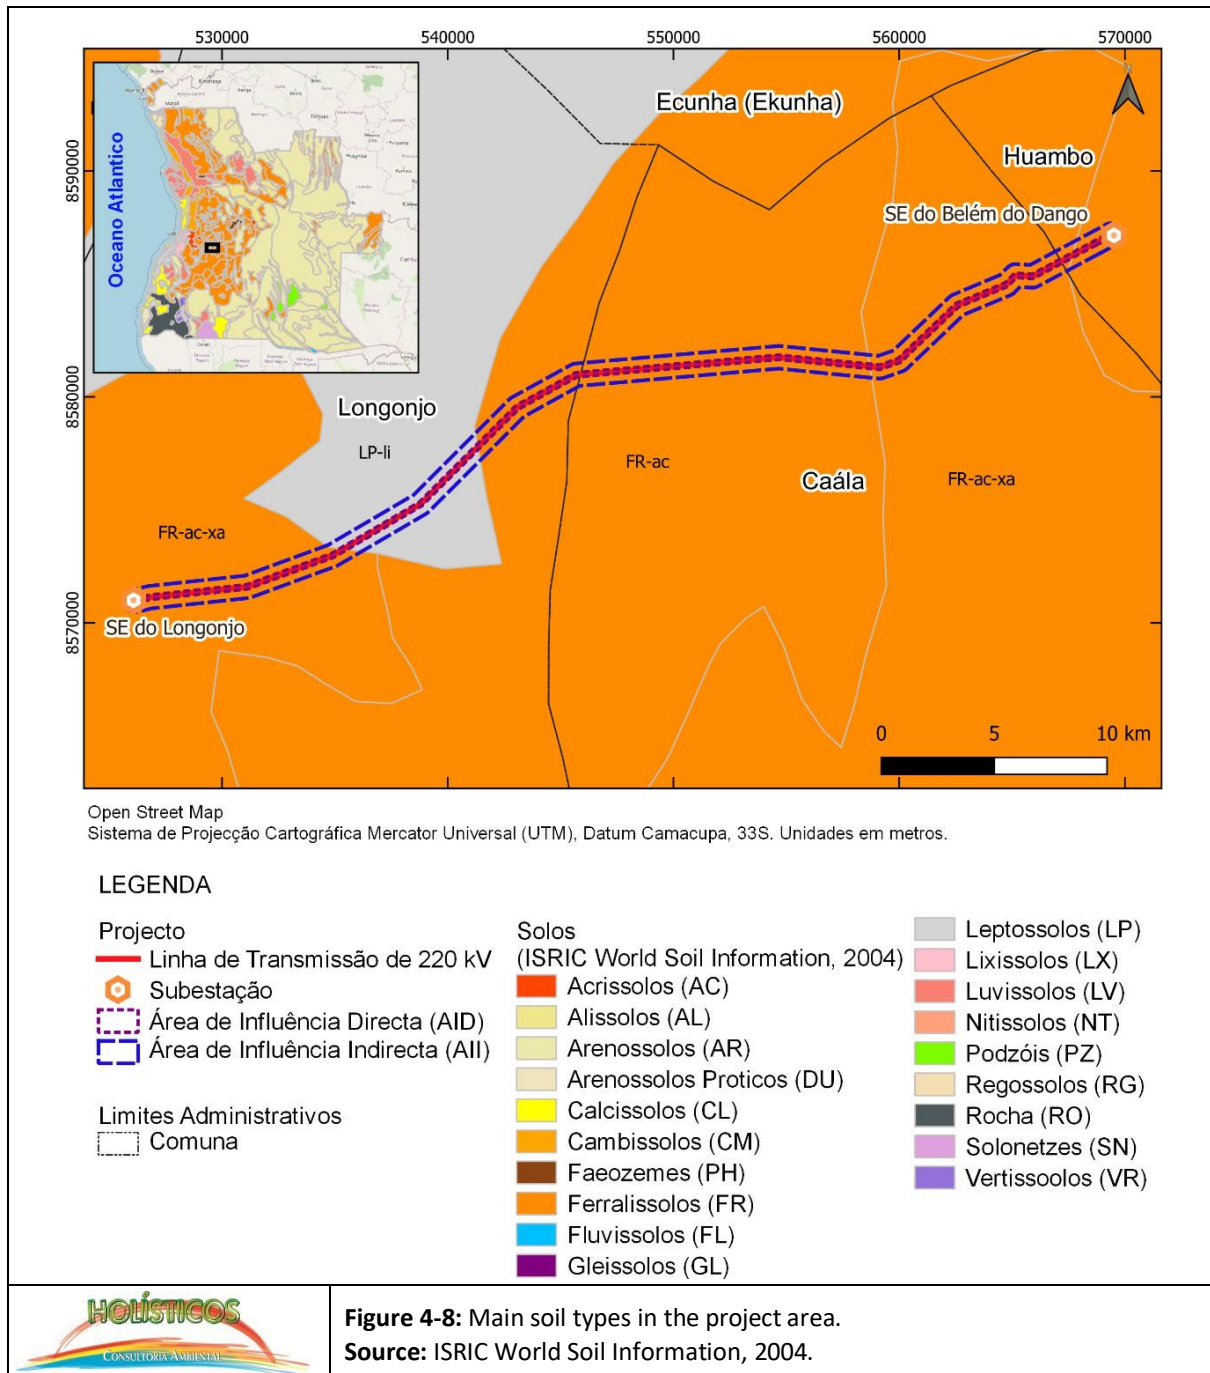 530000 540000 550000 560000 570000
8590000
8580000
8570000
Oceano Atlantico
N
Ecunha (Ekunha)
Huambo
SE do Belém do Dango
Longonjo
LP-li
FR-ac
Caála
FR-ac-xa
FR-ac-xa
SE do Longonjo
0 5 10 km
Open Street Map
Sistema de Projecção Cartográfica Mercator Universal (UTM), Datum Camacupa, 33S. Unidades em metros.
LEGENDA
Projecto
Linha de Transmissão de 220 kV
Subestação
Área de Influência Directa (AID)
Área de Influência Indirecta (AII)
Limites Administrativos
Comuna
Solos
(ISRIC World Soil Information, 2004)
Acrissolos (AC)
Alissolos (AL)
Arenossolos (AR)
Arenossolos Proticos (DU)
Calcissolos (CL)
Cambissolos (CM)
Faeozemes (PH)
Ferralissolos (FR)
Fluvissolos (FL)
Gleissolos (GL)
Leptossolos (LP)
Lixissolos (LX)
Luvissolos (LV)
Nitissolos (NT)
Podzóis (PZ)
Regossolos (RG)
Rocha (RO)
Solonetzes (SN)
Vertissoolos (VR)
HOLÍSTICOS
CONSULTORIA AMBIENTAL
Figure 4-8: Main soil types in the project area.
Source: ISRIC World Soil Information, 2004.